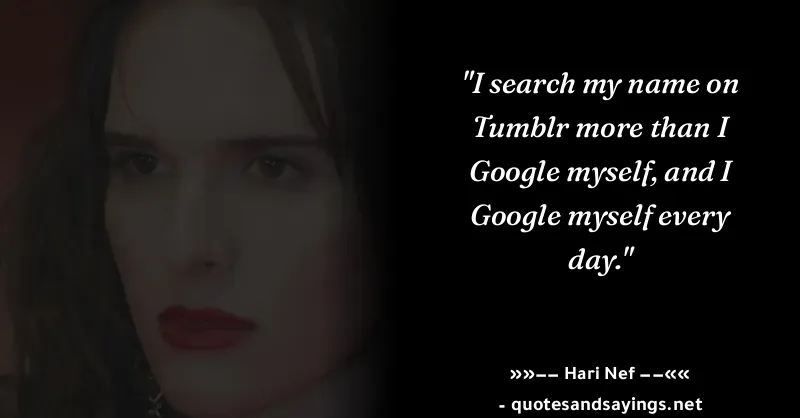 "I search my name on
Tumblr more than I
Google myself, and I
Google myself every
day."
»»–– Hari Nef ––««
- quotesandsayings.net